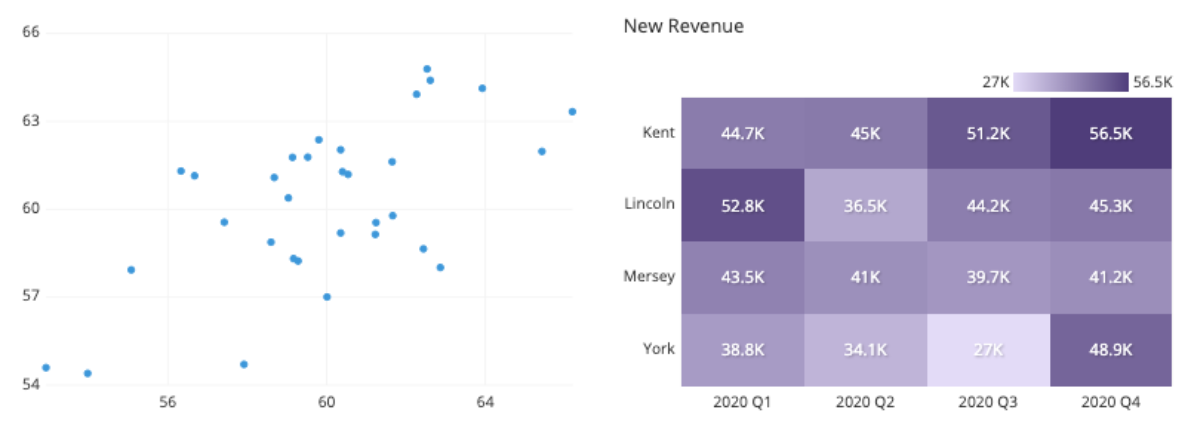 66
63
60
57
54
56 60 64
New Revenue
27K 56.5K
Kent 44.7K 45K 51.2K 56.5K
Lincoln 52.8K 36.5K 44.2K 45.3K
Mersey 43.5K 41K 39.7K 41.2K
York 38.8K 34.1K 27K 48.9K
2020 Q1 2020 Q2 2020 Q3 2020 Q4